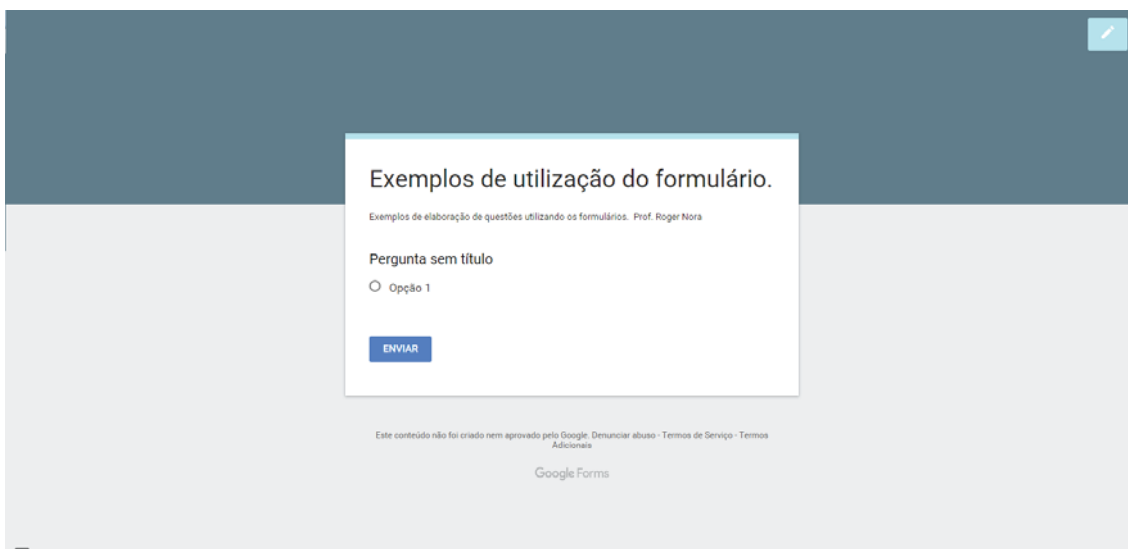 Exemplos de utilização do formulário.
Exemplos de elaboração de questões utilizando os formulários. Prof. Roger Nora
Pergunta sem título
Opção 1
ENVIAR
Este conteúdo não foi criado nem aprovado pelo Google. Denunciar abuso - Termos de Serviço - Termos
Adicionais
Google Forms